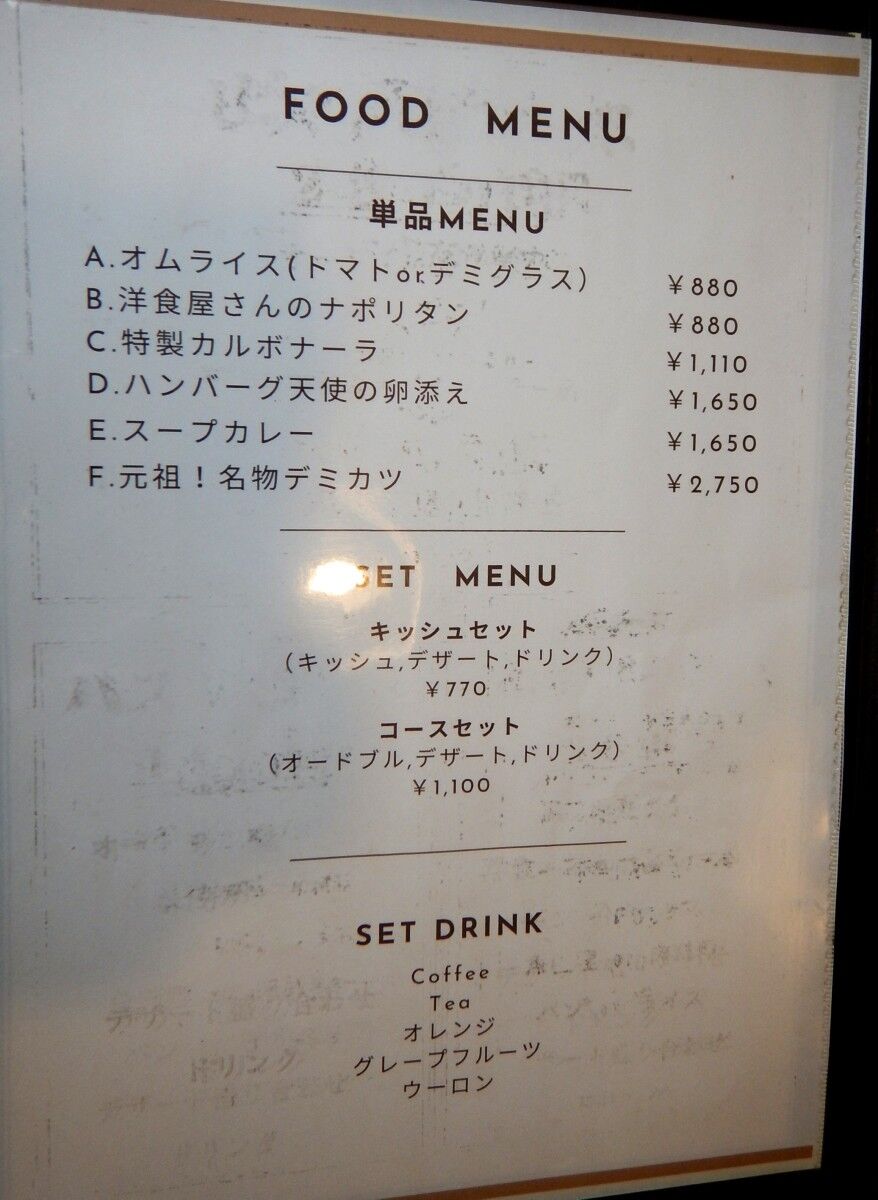 FOOD MENU
単品MENU
A.オムライス(トマトorデミグラス) ¥880
B.洋食屋さんのナポリタン ¥880
C.特製カルボナーラ ¥1,110
D.ハンバーグ天使の卵添え ¥1,650
E.スープカレー ¥1,650
F.元祖！名物デミカツ ¥2,750
SET MENU
キッシュセット
(キッシュ,デザート,ドリンク)
¥770
コースセット
(オードブル,デザート,ドリンク)
¥1,100
SET DRINK
Coffee
Tea
オレンジ
グレープフルーツ
ウーロン